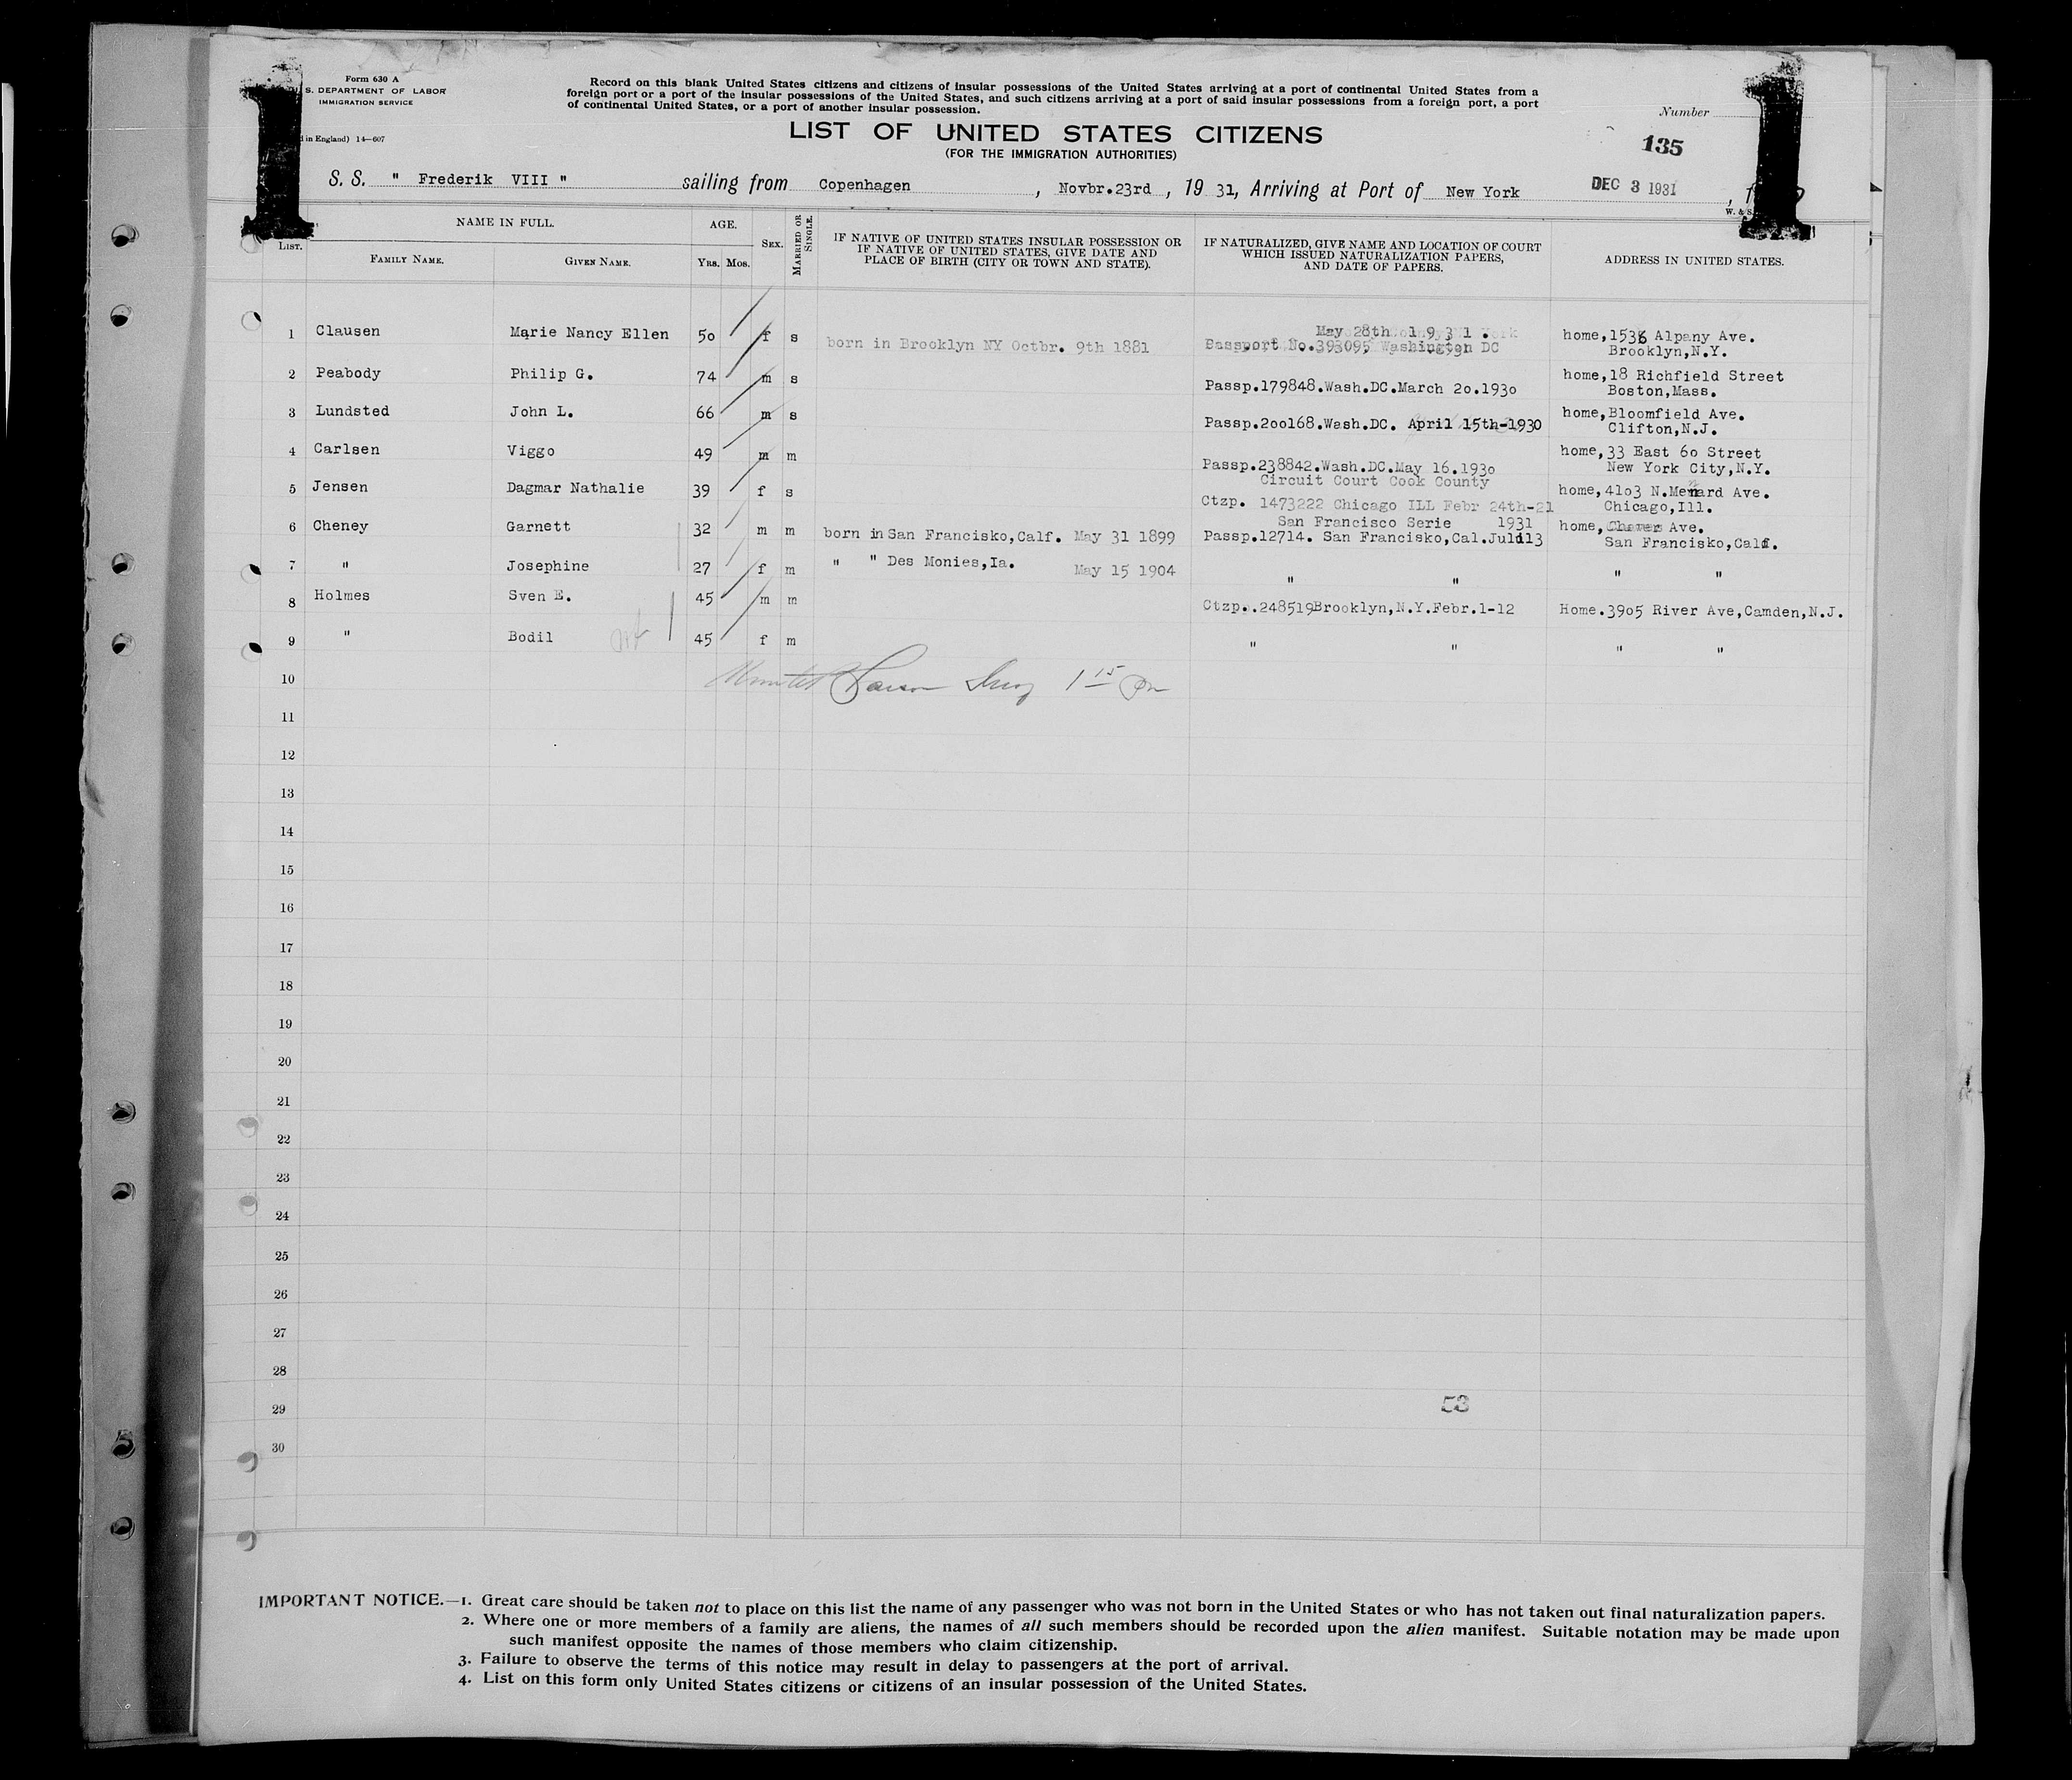 Form 630 A
S. DEPARTMENT OF LABOR
IMMIGRATION SERVICE
in England) 14—607
Record on this blank United States citizens and citizens of insular possessions of the United States arriving at a port of continental United States from a
foreign port or a port of the insular possessions of the United States, and such citizens arriving at a port of said insular possessions from a foreign port, a port
of continental United States, or a port of another insular possession.
LIST OF UNITED STATES CITIZENS
(FOR THE IMMIGRATION AUTHORITIES)
Number
135
S. S. " Frederik VIII " sailing from Copenhagen , Novbr.23rd , 19 31, Arriving at Port of New York DEC 3 1931
1 1
LIST. NAME IN FULL. FAMILY NAME. GIVEN NAME. AGE. YRS. MOS. SEX. MARRIED OR SINGLE.
IF NATIVE OF UNITED STATES INSULAR POSSESSION OR
IF NATIVE OF UNITED STATES, GIVE DATE AND
PLACE OF BIRTH (CITY OR TOWN AND STATE).
IF NATURALIZED, GIVE NAME AND LOCATION OF COURT
WHICH ISSUED NATURALIZATION PAPERS,
AND DATE OF PAPERS.
ADDRESS IN UNITED STATES.
1 Clausen Marie Nancy Ellen 50 f s born in Brooklyn NY Octbr. 9th 1881 May 28th 1931. home,
Passport No.393095 Washington DC Brooklyn,N.Y.
2 Peabody Philip G. 74 m s Passp.179848.Wash.DC.March 20.1930 home,18 Richfield Street
Boston,Mass.
3 Lundsted John L. 66 m s Passp.200168.Wash.DC. April 15th-1930 home,Bloomfield Ave.
Clifton,N.J.
4 Carlsen Viggo 49 m m Passp.238842.Wash.DC.May 16.1930 home,33 East 60 Street
New York City,N.Y.
5 Jensen Dagmar Nathalie 39 f s Circuit Court Cook County home,4103 N.Menard Ave.
Ctzp. 1473222 Chicago ILL Febr 24th-21 Chicago,Ill.
6 Cheney Garnett 32 m m born in San Francisko,Calf. May 31 1899 San Francisco Serie 1931 home, Ave.
Passp.12714. San Francisko,Cal. San Francisko,Calf.
7 " Josephine 27 f m " " Des Monies,Ia. May 15 1904 " " " "
8 Holmes Sven E. 45 m m Ctzp..248519Brooklyn,N.Y.Febr.1-12 Home.3905 River Ave,Camden,N.J.
9 " Bodil 45 f m " " " "
10 1 15
11
12
13
14
15
16
17
18
19
20
21
22
23
24
25
26
27
28
29 53
30
IMPORTANT NOTICE.—1. Great care should be taken not to place on this list the name of any passenger who was not born in the United States or who has not taken out final naturalization papers.
2. Where one or more members of a family are aliens, the names of all such members should be recorded upon the alien manifest. Suitable notation may be made upon
such manifest opposite the names of those members who claim citizenship.
3. Failure to observe the terms of this notice may result in delay to passengers at the port of arrival.
4. List on this form only United States citizens or citizens of an insular possession of the United States.